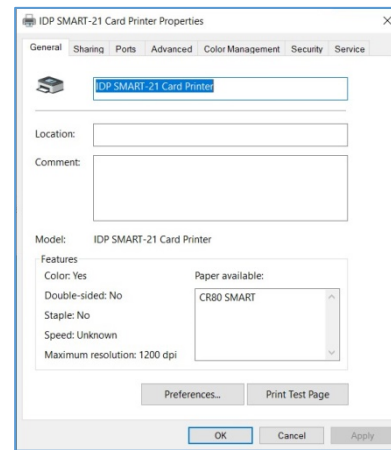 IDP SMART-21 Card Printer Properties
General Sharing Ports Advanced Color Management Security Service
IDP SMART-21 Card Printer
Location:
Comment:
Model: IDP SMART-21 Card Printer
Features
Color: Yes
Paper available:
Double-sided: No
CR80 SMART
Staple: No
Speed: Unknown
Maximum resolution: 1200 dpi
Preferences...
Print Test Page
OK
Cancel
Apply